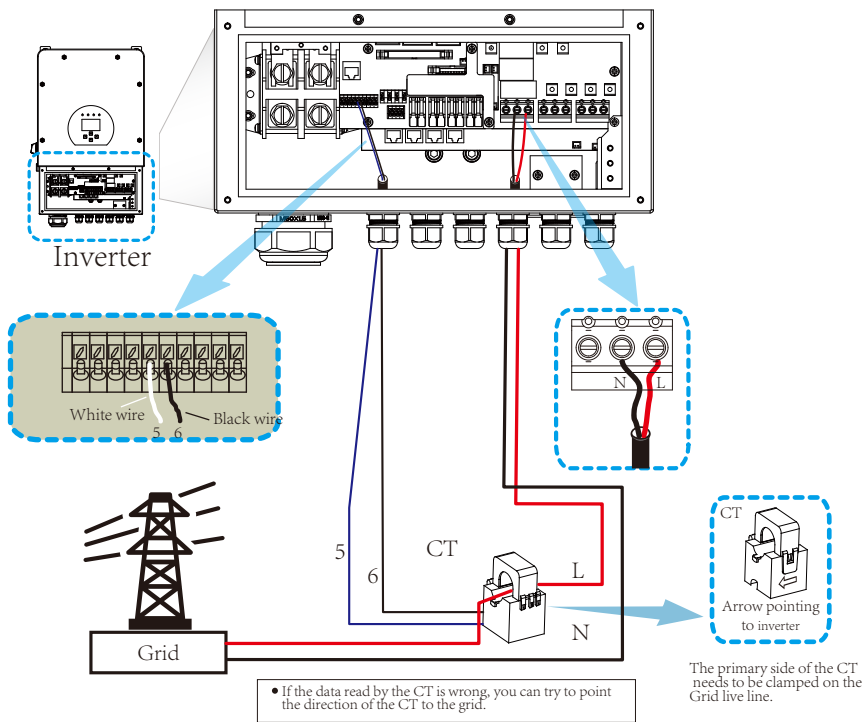 Inverter
White wire
Black wire
5 6
N L
5
6
CT
L
N
Grid
CT
Arrow pointing
to inverter
The primary side of the CT
needs to be clamped on the
Grid live line.
• If the data read by the CT is wrong, you can try to point
the direction of the CT to the grid.